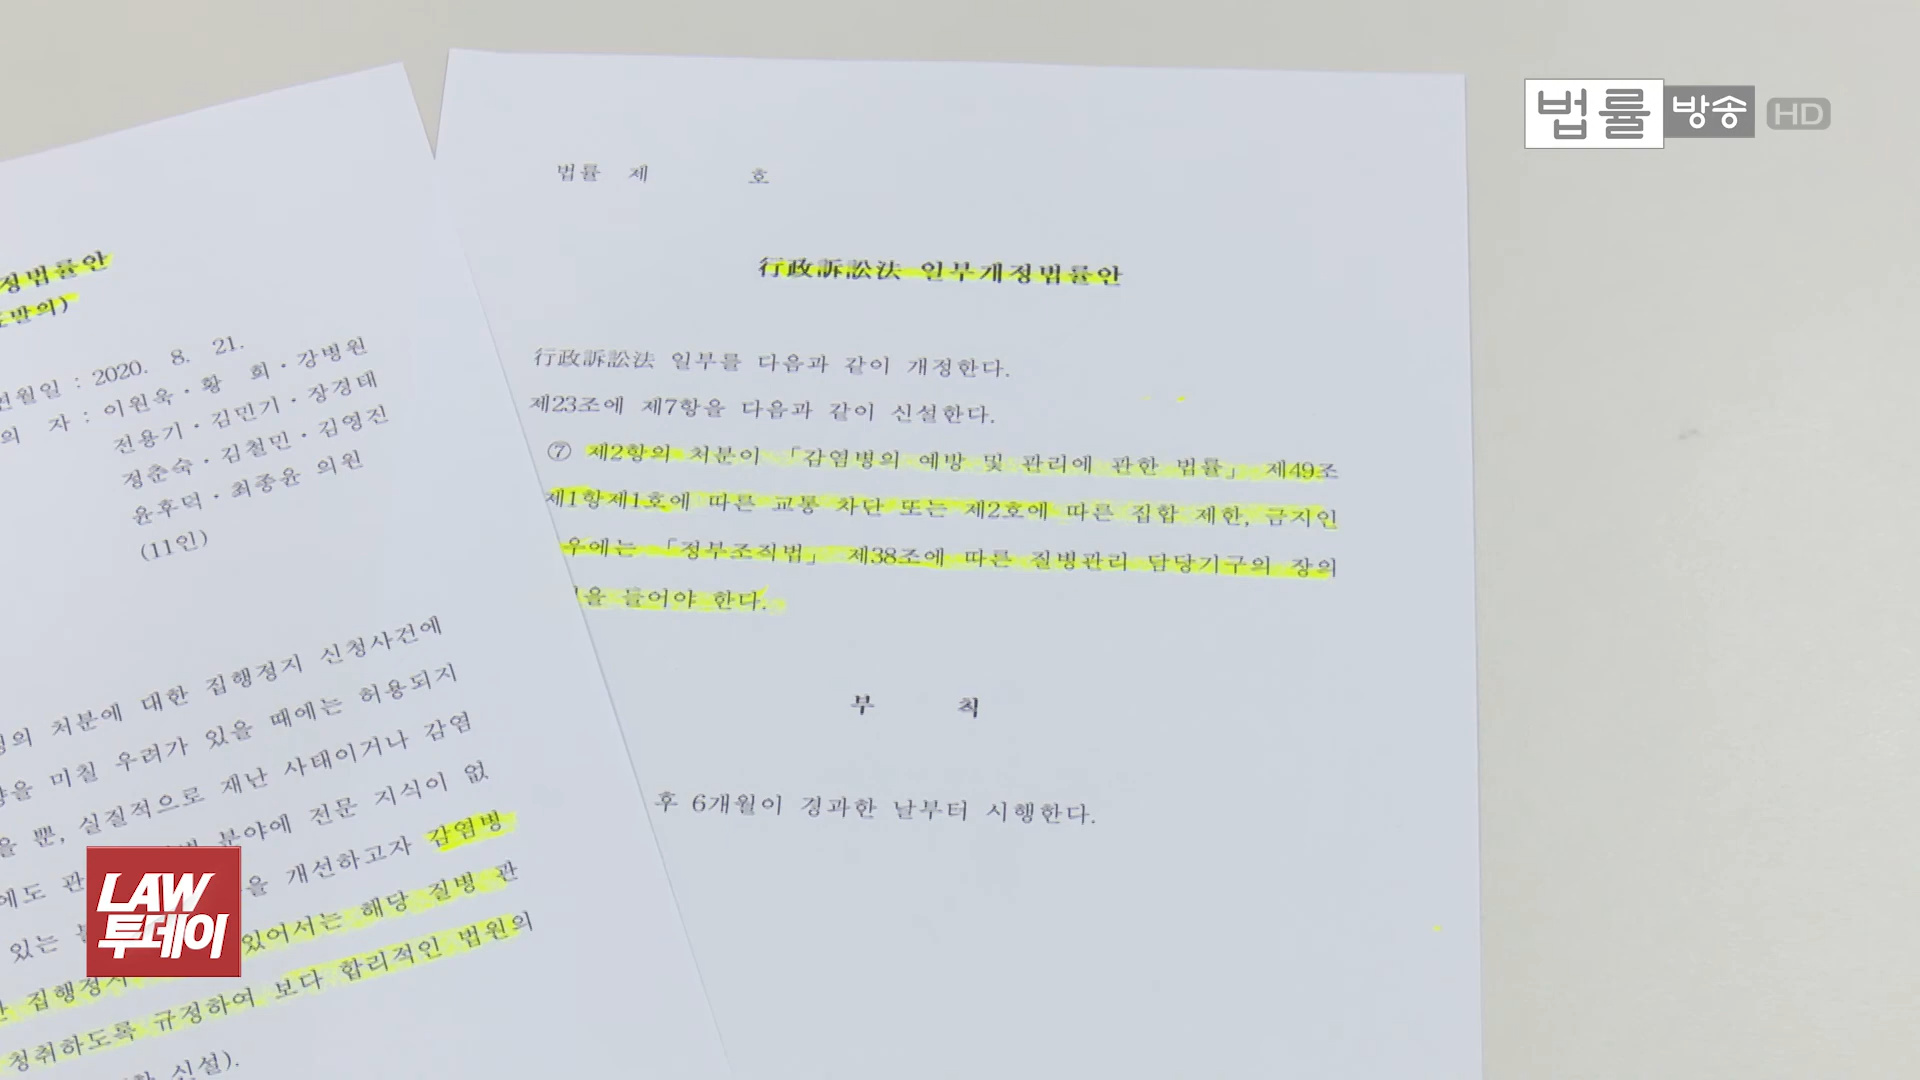 법률방송 HD
정법률안
발의)
2020. 8. 21.
자 : 이원욱·황 희·강병원
전용기·김민기·장경태
정춘숙·김철민·김영진
윤후덕·최종윤 의원
(11인)
처분에 대한 집행정지 신청사건에
미칠 우려가 있을 때에는 허용되지
뿐, 실질적으로 재난 사태이거나 감염
분야에 전문 지식이 없
개선하고자 감염병
있는 있어서는 해당 질병 관
집행정지 보다 합리적인 법원의
청취하도록 규정하여
신설).
법률 제 호
行政訴訟法 일부개정법률안
行政訴訟法 일부를 다음과 같이 개정한다.
제23조에 제7항을 다음과 같이 신설한다.
⑦ 제2항의 처분이 「감염병의 예방 및 관리에 관한 법률」 제49조
제1항제1호에 따른 교통 차단 또는 제2호에 따른 집합 제한, 금지인
우에는 「정부조직법」 제38조에 따른 질병관리 담당기구의 장의
을 들어야 한다.
부 칙
후 6개월이 경과한 날부터 시행한다.
LAW
투데이